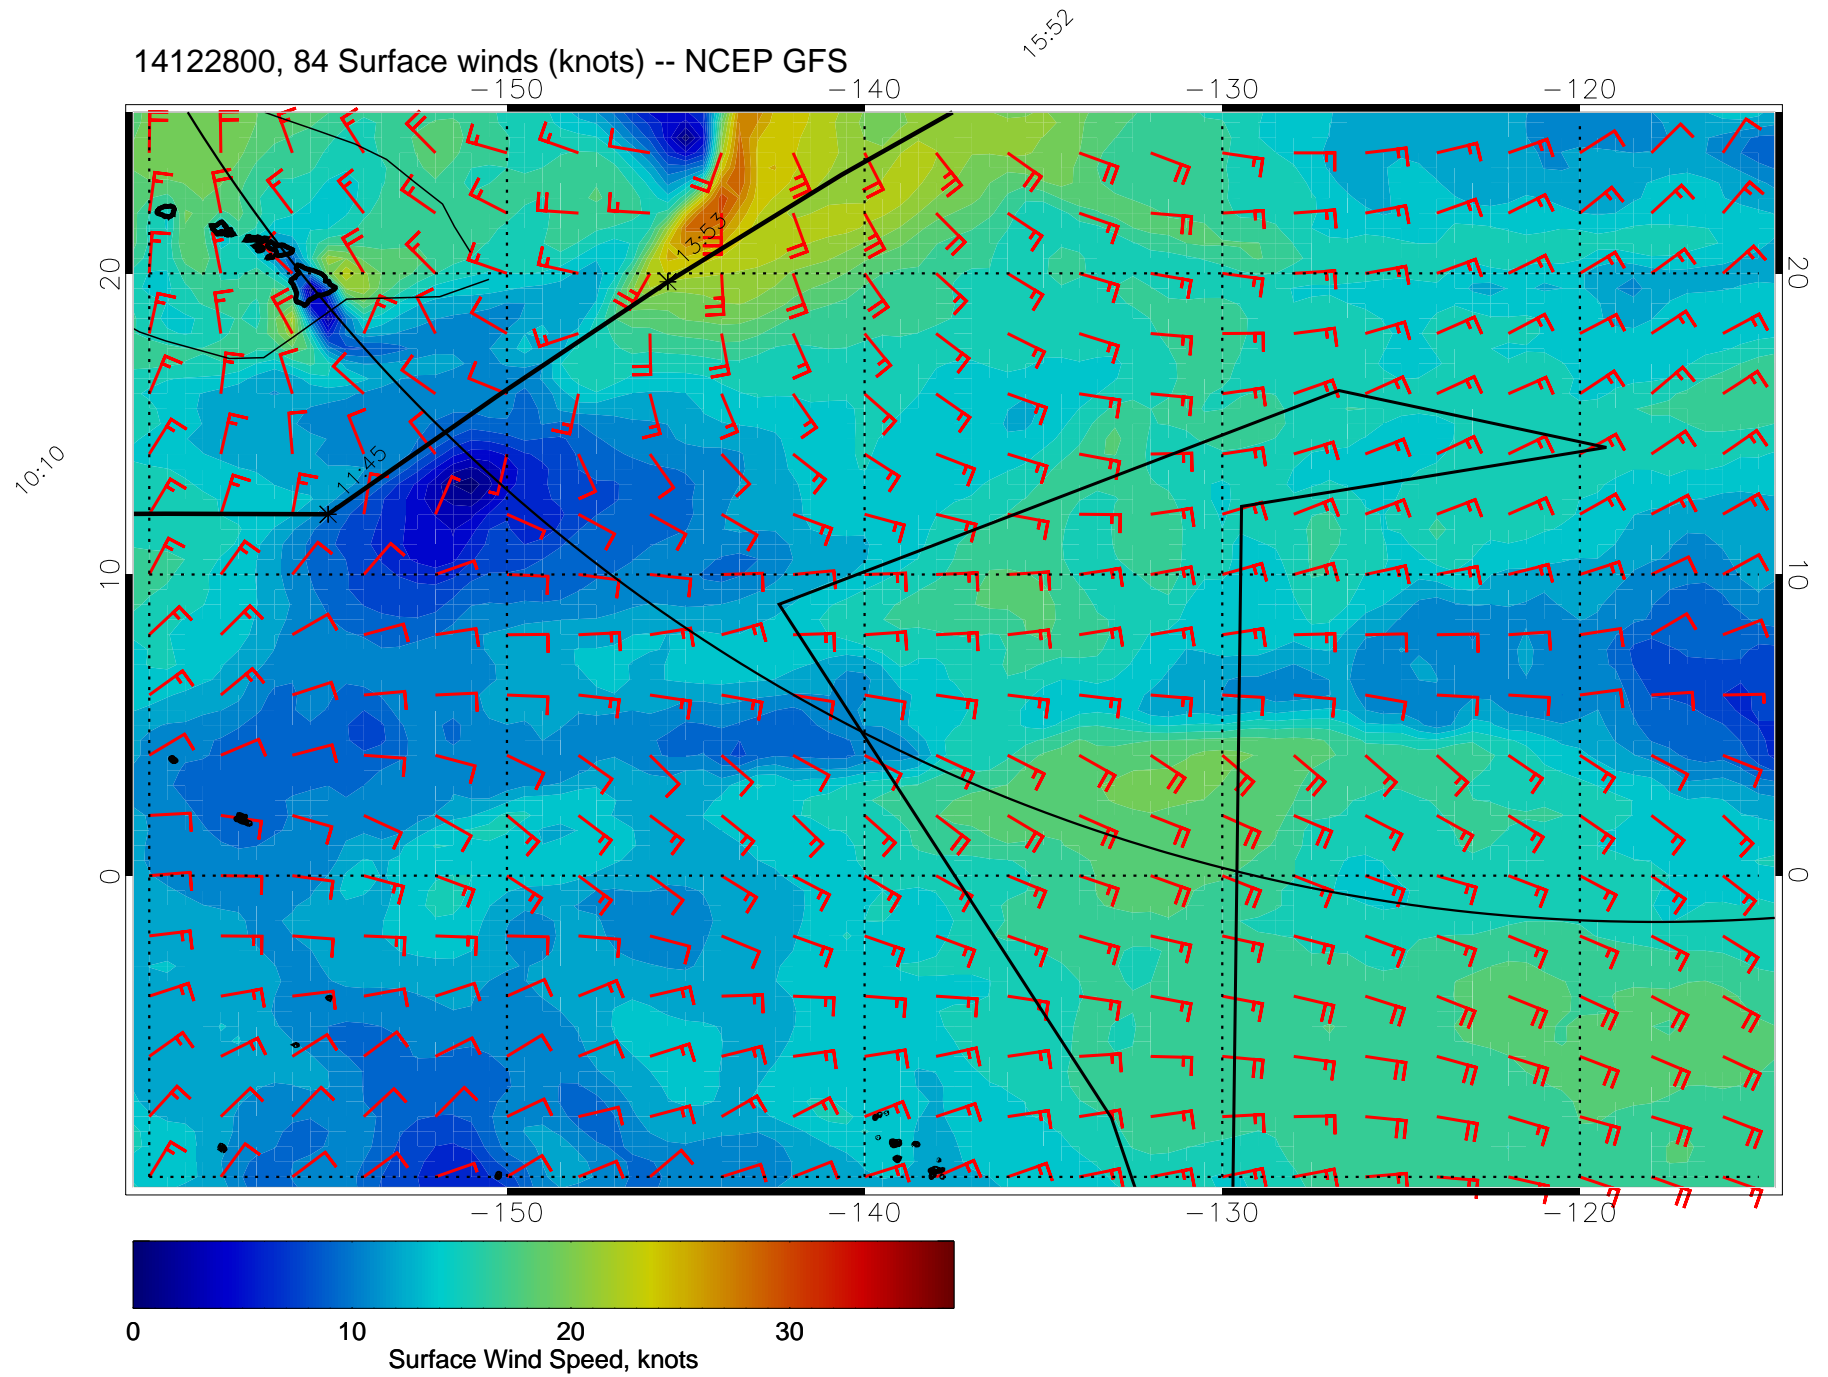 15:52
14122800, 84 Surface winds (knots) -- NCEP GFS
-150 -140 -130 -120
13:53
20 20
10:10
11:45
10 10
0 0
-150 -140 -130 -120
0 10 20 30
Surface Wind Speed, knots